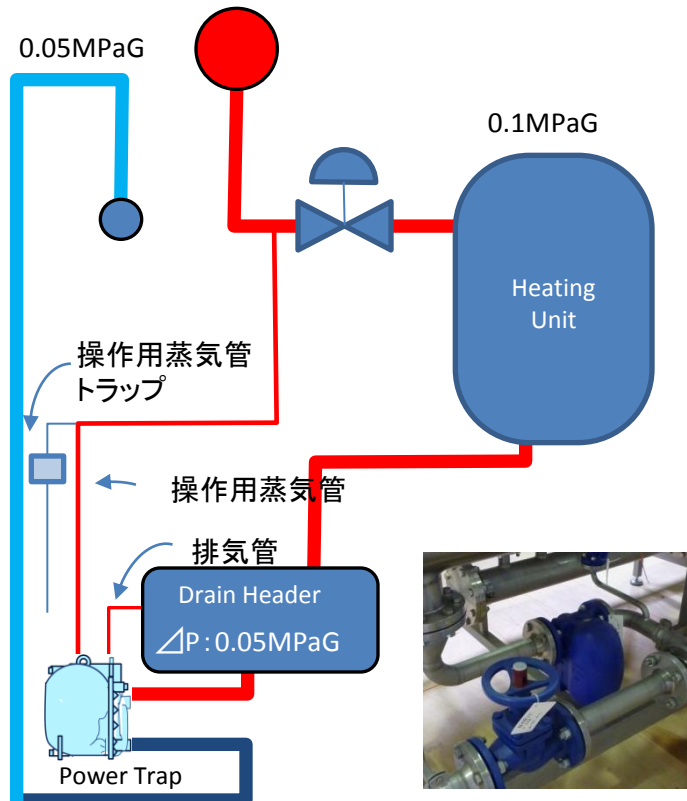 0.05MPaG
0.1MPaG
Heating
Unit
操作用蒸気管
トラップ
操作用蒸気管
排気管
Drain Header
⊿P:0.05MPaG
Power Trap